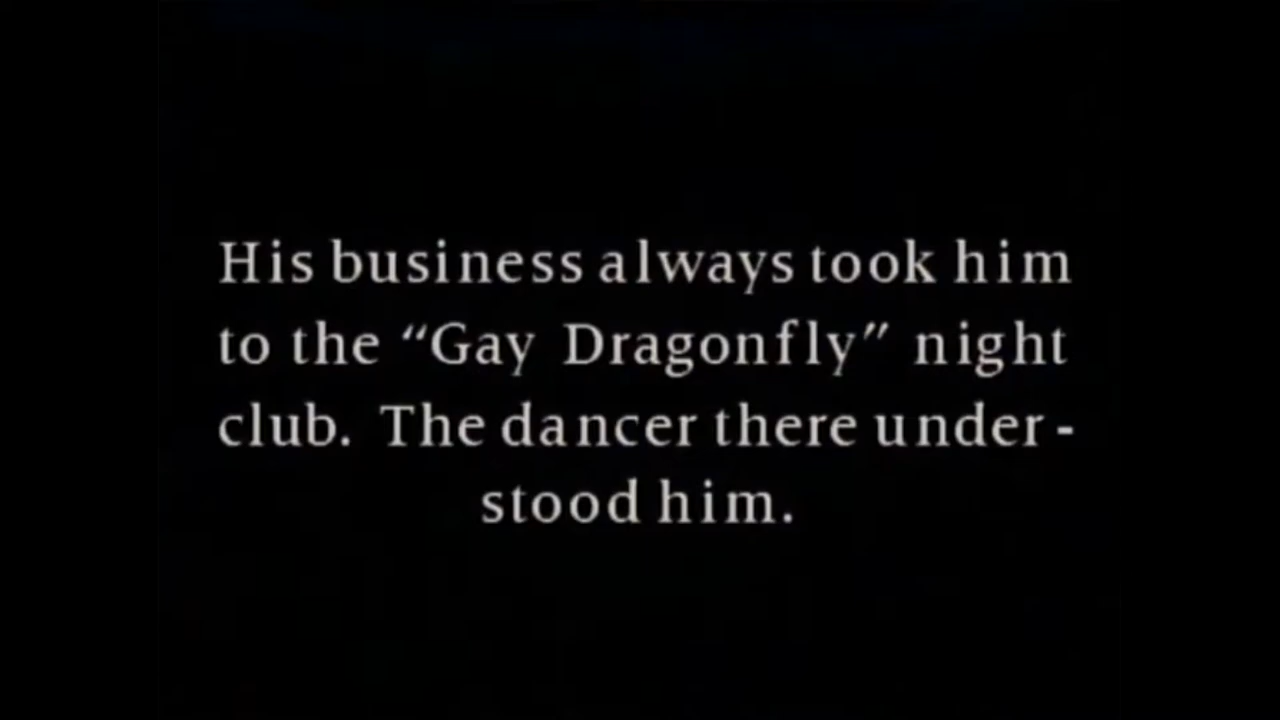 His business always took him
to the “Gay Dragonfly” night
club. The dancer there under-
stood him.